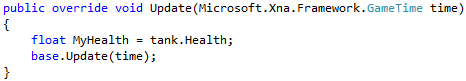 public override void Update(Microsoft.Xna.Framework.GameTime time)
{
    float MyHealth = tank.Health;
    base.Update(time);
}